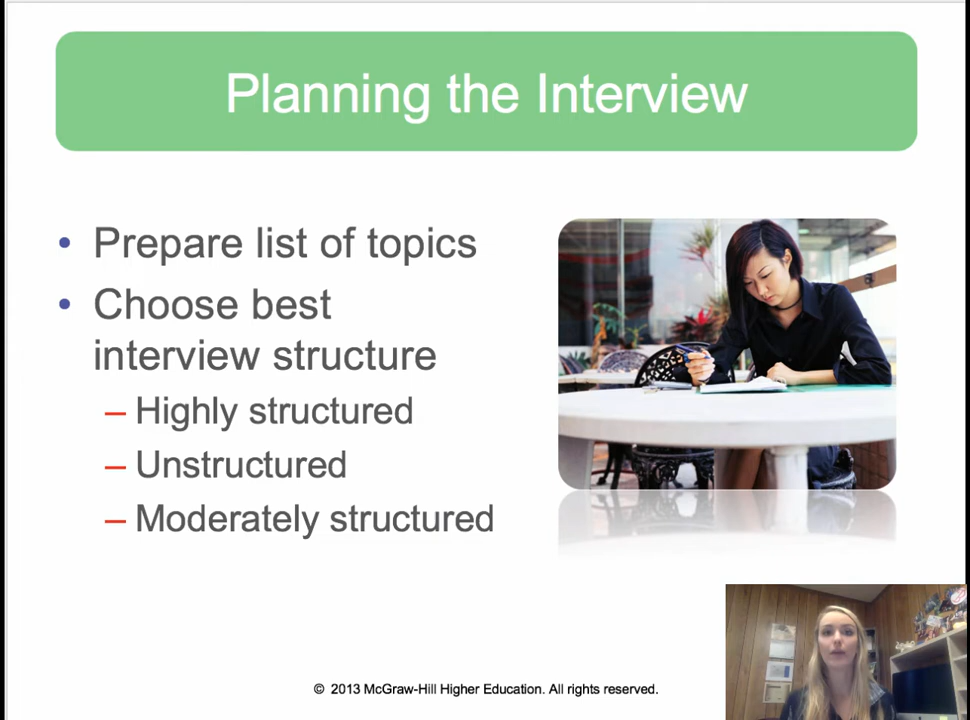 Planning the Interview
• Prepare list of topics
• Choose best
interview structure
– Highly structured
– Unstructured
– Moderately structured
© 2013 McGraw-Hill Higher Education. All rights reserved.